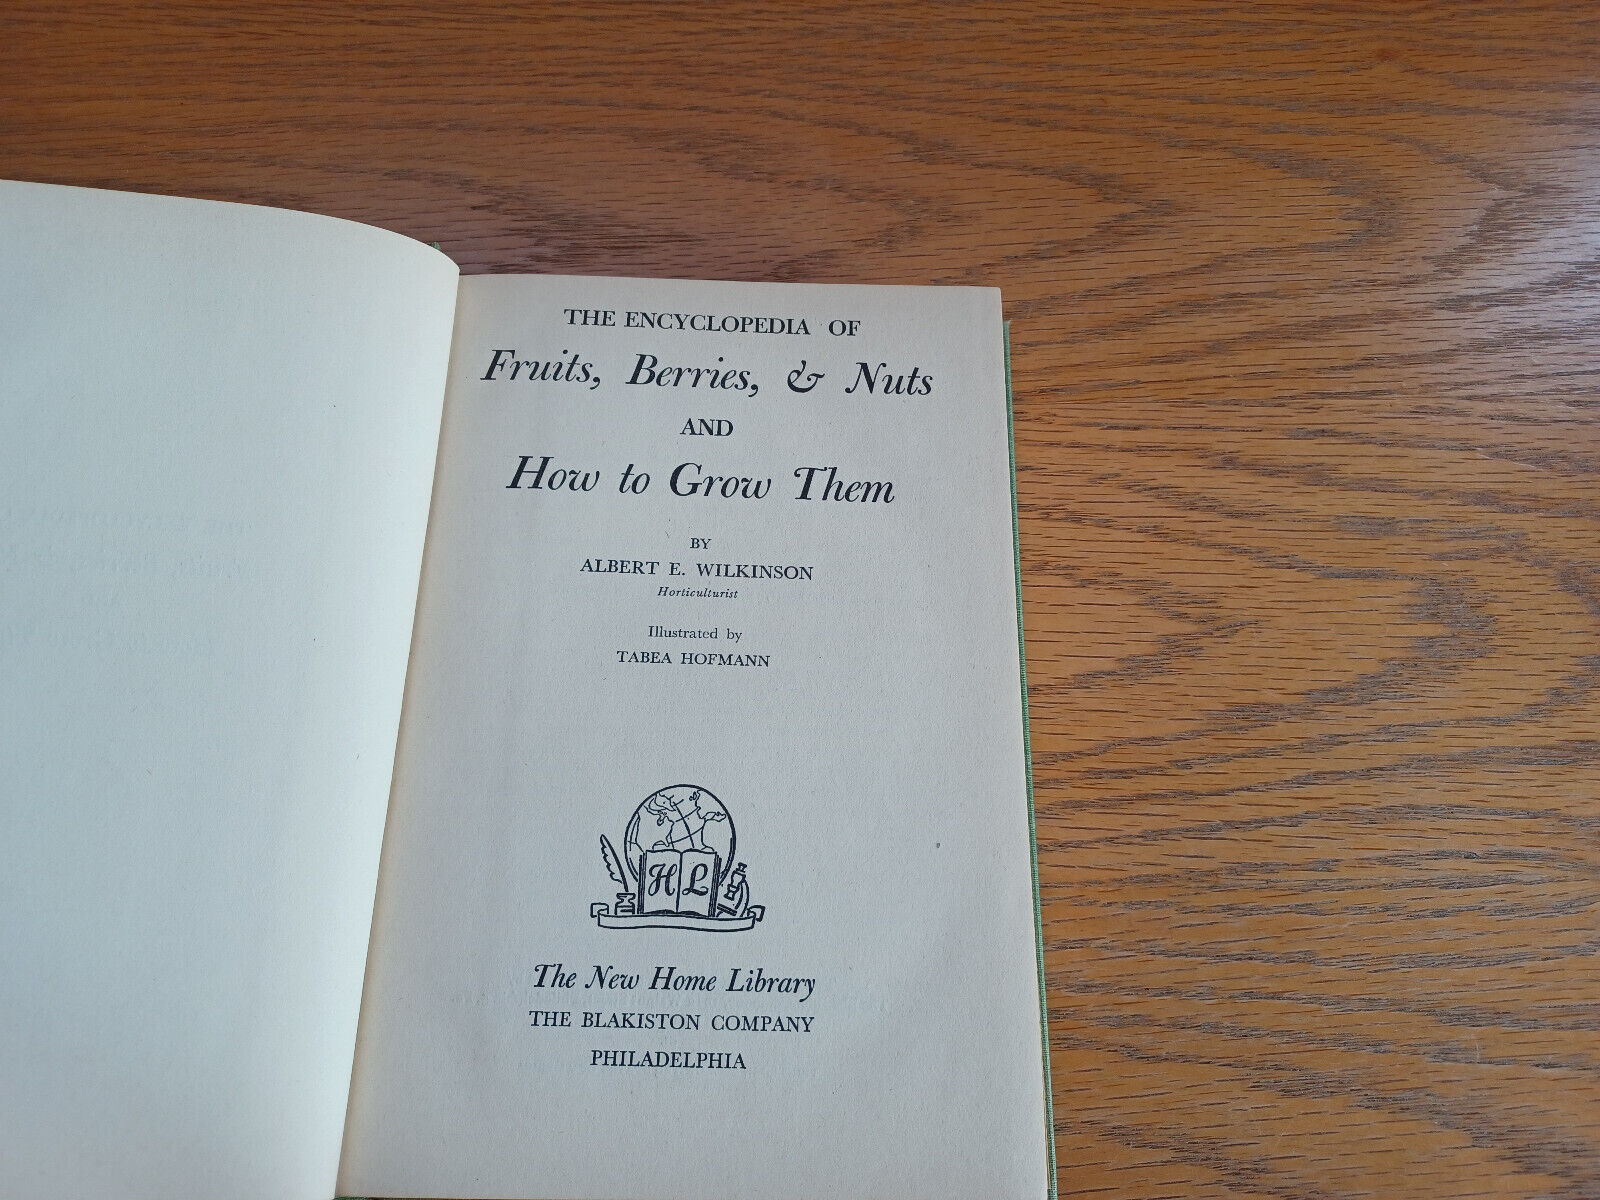 THE ENCYCLOPEDIA OF
Fruits, Berries, & Nuts
AND
How to Grow Them
BY
ALBERT E. WILKINSON
Horticulturist
Illustrated by
TABEA HOFMANN
H L
The New Home Library
THE BLAKISTON COMPANY
PHILADELPHIA